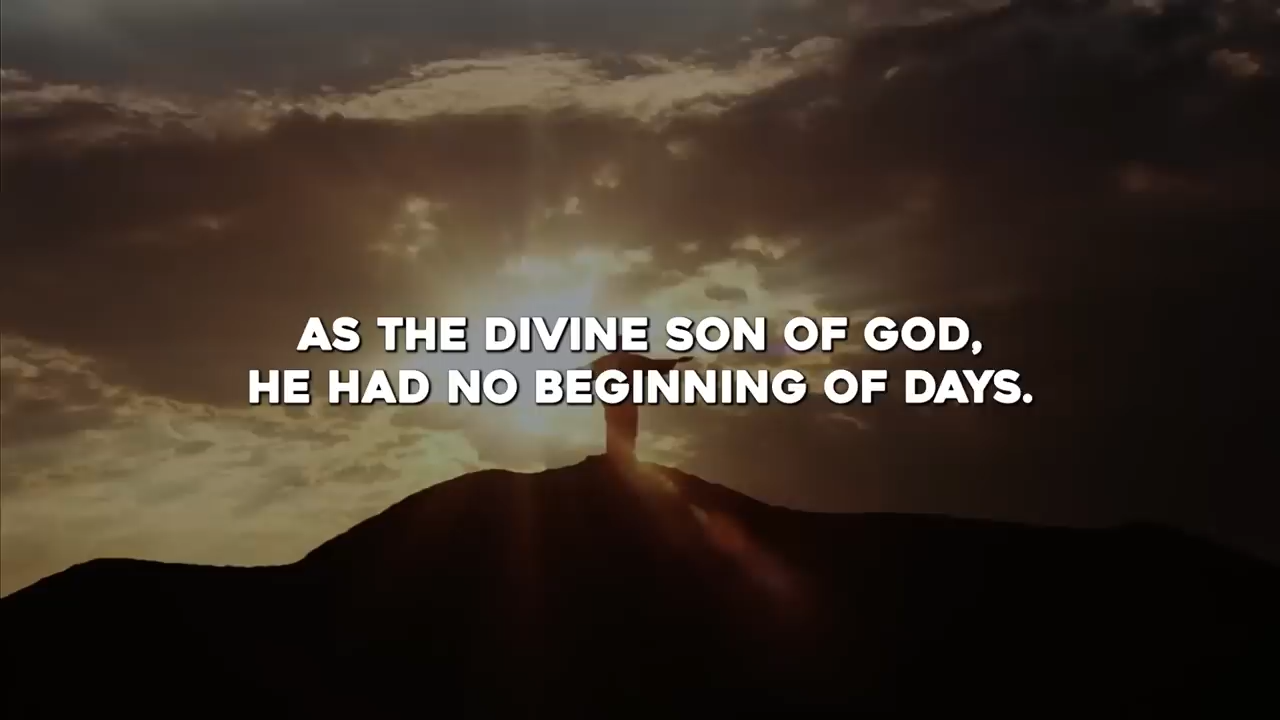 AS THE DIVINE SON OF GOD,
HE HAD NO BEGINNING OF DAYS.